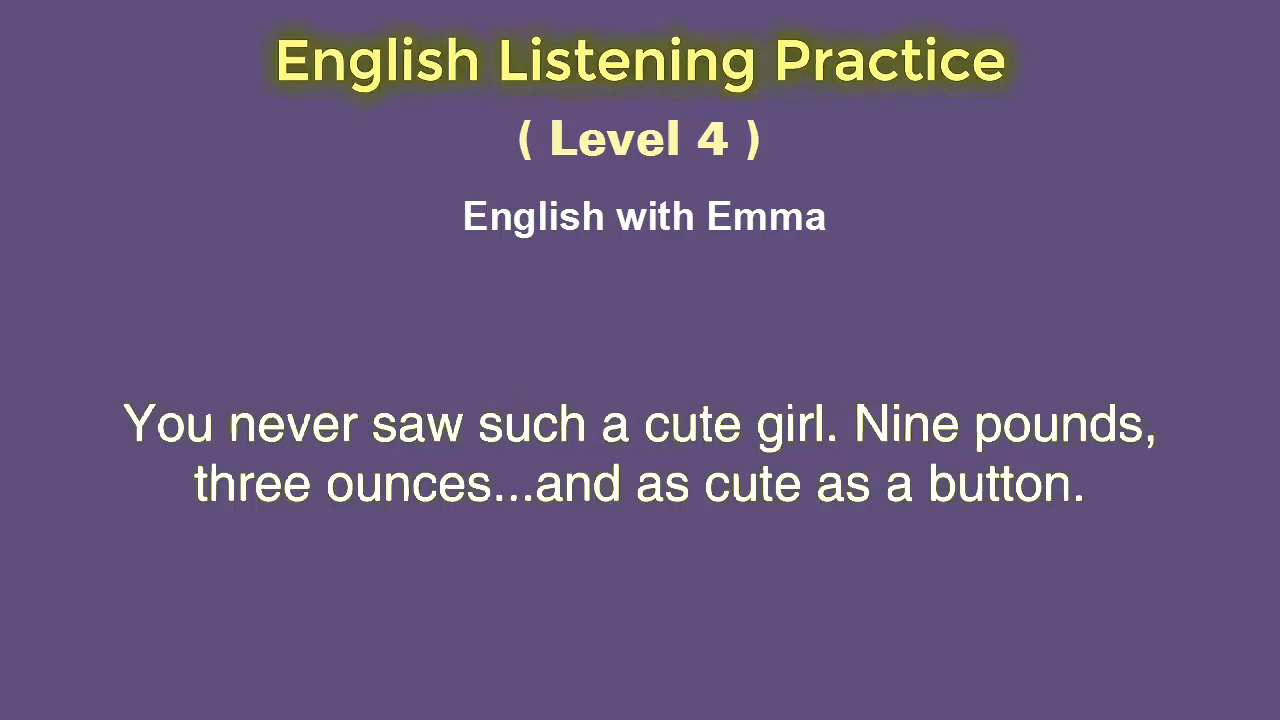 English Listening Practice
( Level 4 )
English with Emma
You never saw such a cute girl. Nine pounds,
three ounces...and as cute as a button.